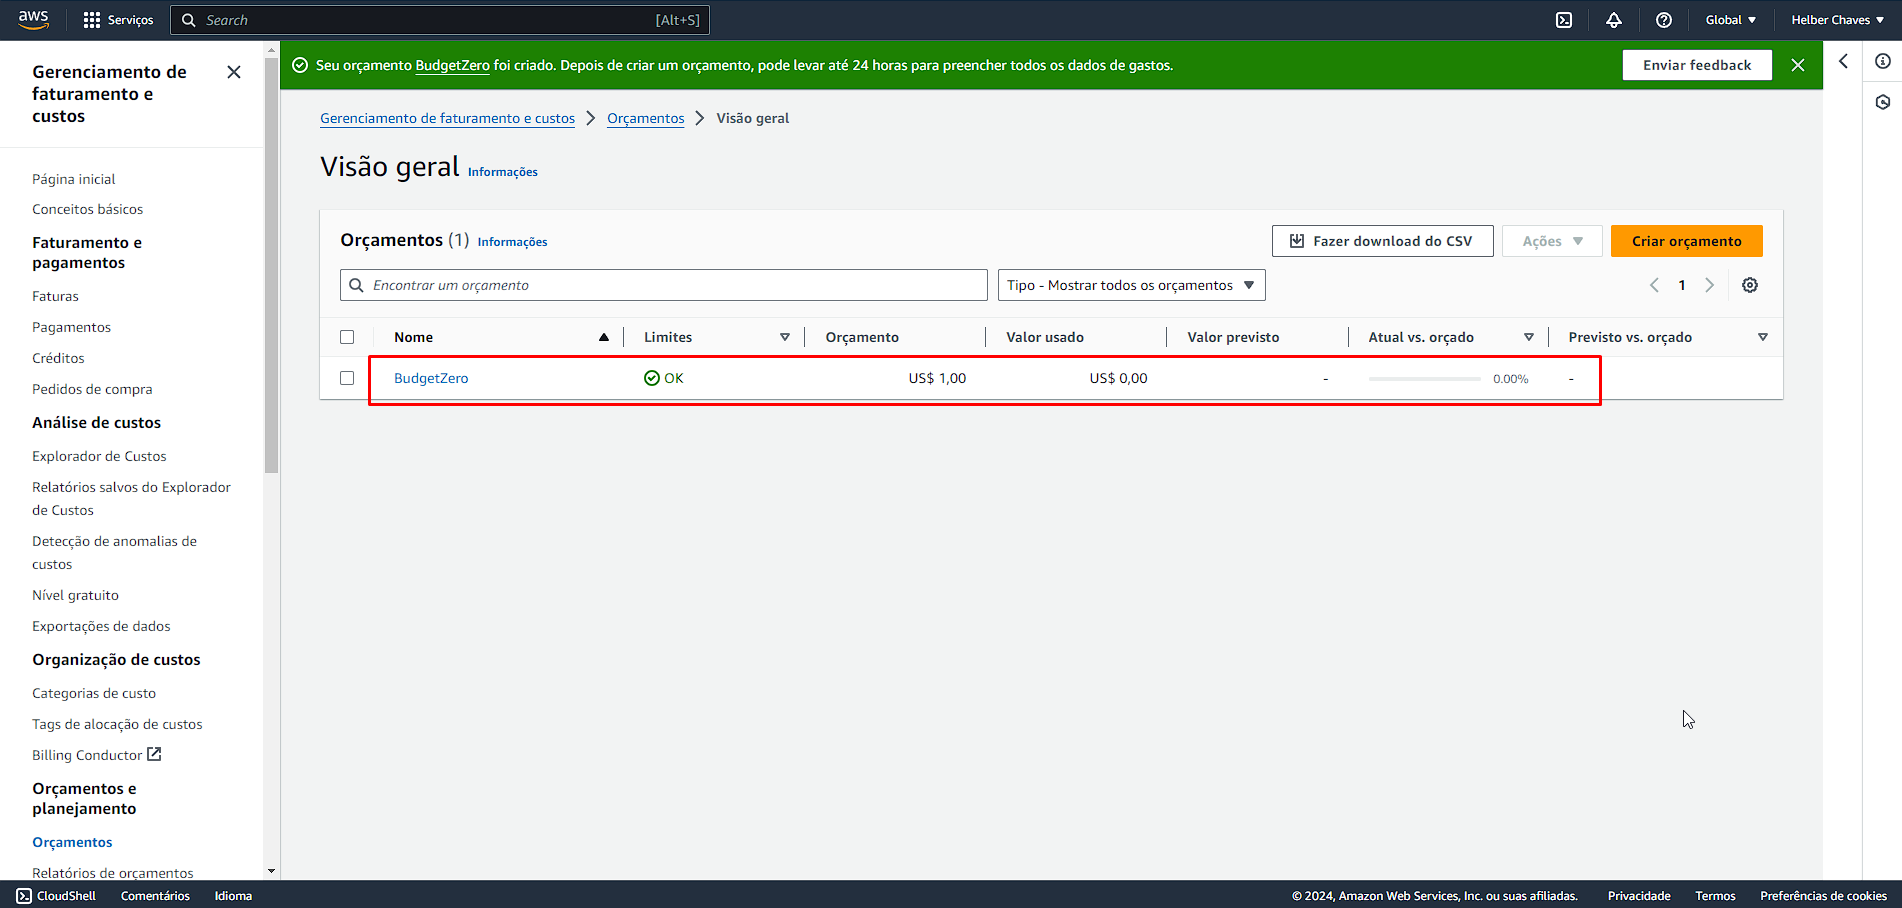 aws
Serviços
Search
[Alt+S]
Global
Helber Chaves
Gerenciamento de
faturamento e
custos
Página inicial
Conceitos básicos
Faturamento e
pagamentos
Faturas
Pagamentos
Créditos
Pedidos de compra
Análise de custos
Explorador de Custos
Relatórios salvos do Explorador
de Custos
Detecção de anomalias de
custos
Nível gratuito
Exportações de dados
Organização de custos
Categorias de custo
Tags de alocação de custos
Billing Conductor
Orçamentos e
planejamento
Orçamentos
Relatórios de orçamentos
Seu orçamento BudgetZero foi criado. Depois de criar um orçamento, pode levar até 24 horas para preencher todos os dados de gastos.
Enviar feedback
Gerenciamento de faturamento e custos
Orçamentos
Visão geral
Visão geral Informações
Orçamentos (1) Informações
Fazer download do CSV
Ações
Criar orçamento
Encontrar um orçamento
Tipo - Mostrar todos os orçamentos
1
Nome
Limites
Orçamento
Valor usado
Valor previsto
Atual vs. orçado
Previsto vs. orçado
BudgetZero
OK
US$ 1,00
US$ 0,00
-
0.00%
-
CloudShell
Comentários
Idioma
© 2024, Amazon Web Services, Inc. ou suas afiliadas.
Privacidade
Termos
Preferências de cookies